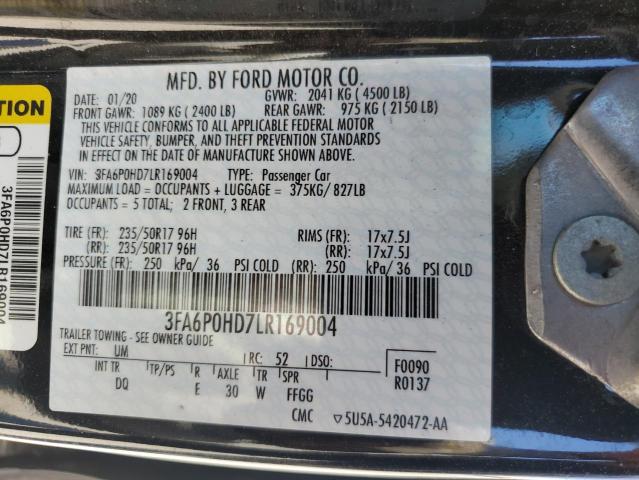 MFD. BY FORD MOTOR CO.
DATE: 01/20 GVWR: 2041 KG (4500 LB)
FRONT GAWR: 1089 KG (2400 LB) REAR GAWR: 975 KG (2150 LB)
THIS VEHICLE CONFORMS TO ALL APPLICABLE FEDERAL MOTOR
VEHICLE SAFETY, BUMPER, AND THEFT PREVENTION STANDARDS
IN EFFECT ON THE DATE OF MANUFACTURE SHOWN ABOVE.
VIN: 3FA6P0HD7LR169004 TYPE: Passenger Car
MAXIMUM LOAD = OCCUPANTS + LUGGAGE = 375KG/827LB
OCCUPANTS = 5 TOTAL; 2 FRONT, 3 REAR
TIRE (FR): 235/50R17 96H RIMS (FR): 17x7.5J
(RR): 235/50R17 96H (RR): 17x7.5J
PRESSURE (FR): 250 kPa/ 36 PSI COLD (RR): 250 kPa/ 36 PSI COLD
3FA6P0HD7LR169004
TRAILER TOWING - SEE OWNER GUIDE
EXT PNT: UM RC: 52 DSO: F0090
INT TR TP/PS R AXLE TR SPR R0137
DQ E 30 W FFGG
CMC ▽5U5A-5420472-AA
3FA6P0HD7LR169004